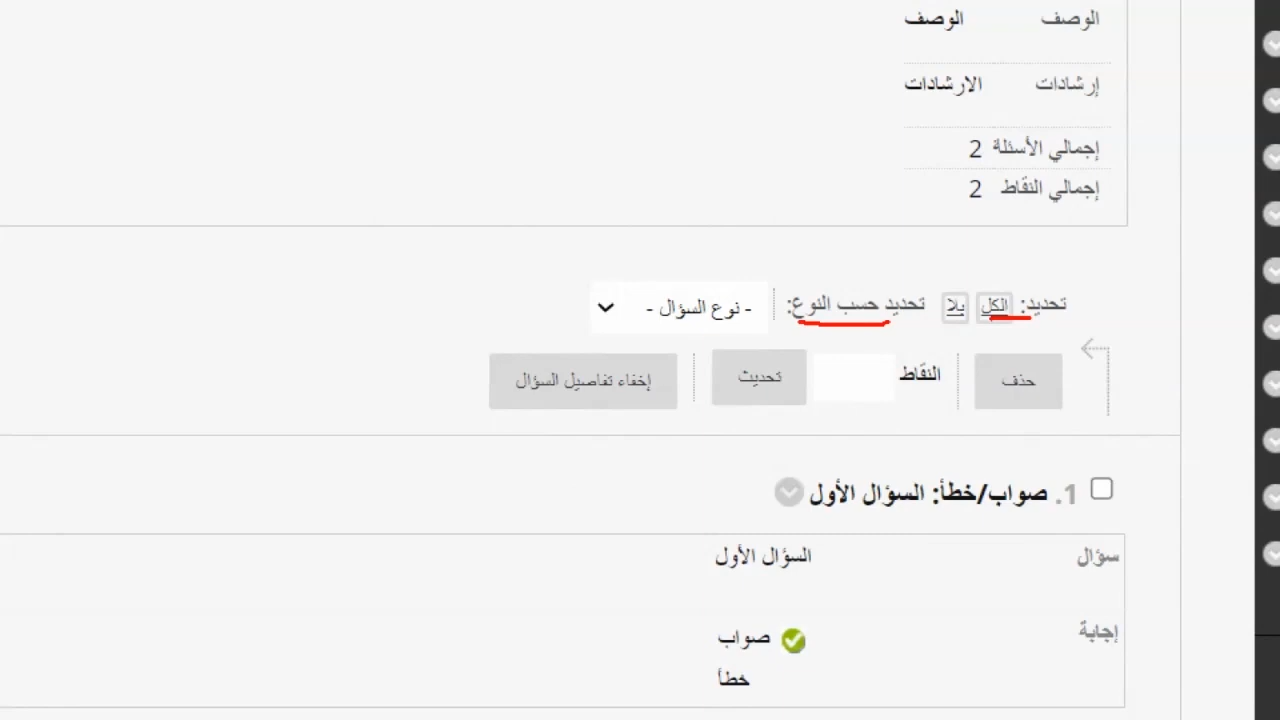 الوصف الوصف
إرشادات الارشادات
إجمالي الأسئلة 2
إجمالي النقاط 2
تحديد: الكل بلا تحديد حسب النوع: - نوع السؤال -
حذف النقاط تحديث إخفاء تفاصيل السؤال
1. صواب/خطأ: السؤال الأول
سؤال السؤال الأول
إجابة صواب
خطأ